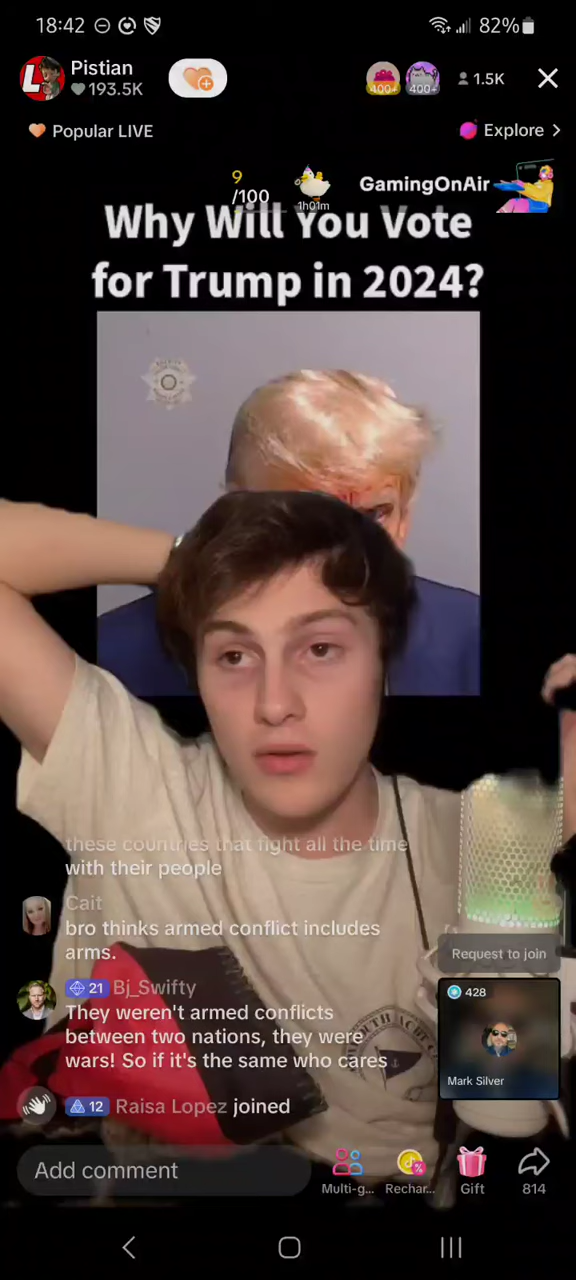 18:42 82%
Pistian
193.5K
400+ 400+ 1.5K
Popular LIVE Explore >
9
/100 1h01m GamingOnAir
Why Will You Vote
for Trump in 2024?
these countries that fight all the time
with their people
Cait
bro thinks armed conflict includes
arms.
21 Bj_Swifty
They weren't armed conflicts
between two nations, they were
wars! So if it's the same who cares
12 Raisa Lopez joined
Request to join
428
Mark Silver
Add comment
Multi-g... Rechar... Gift 814